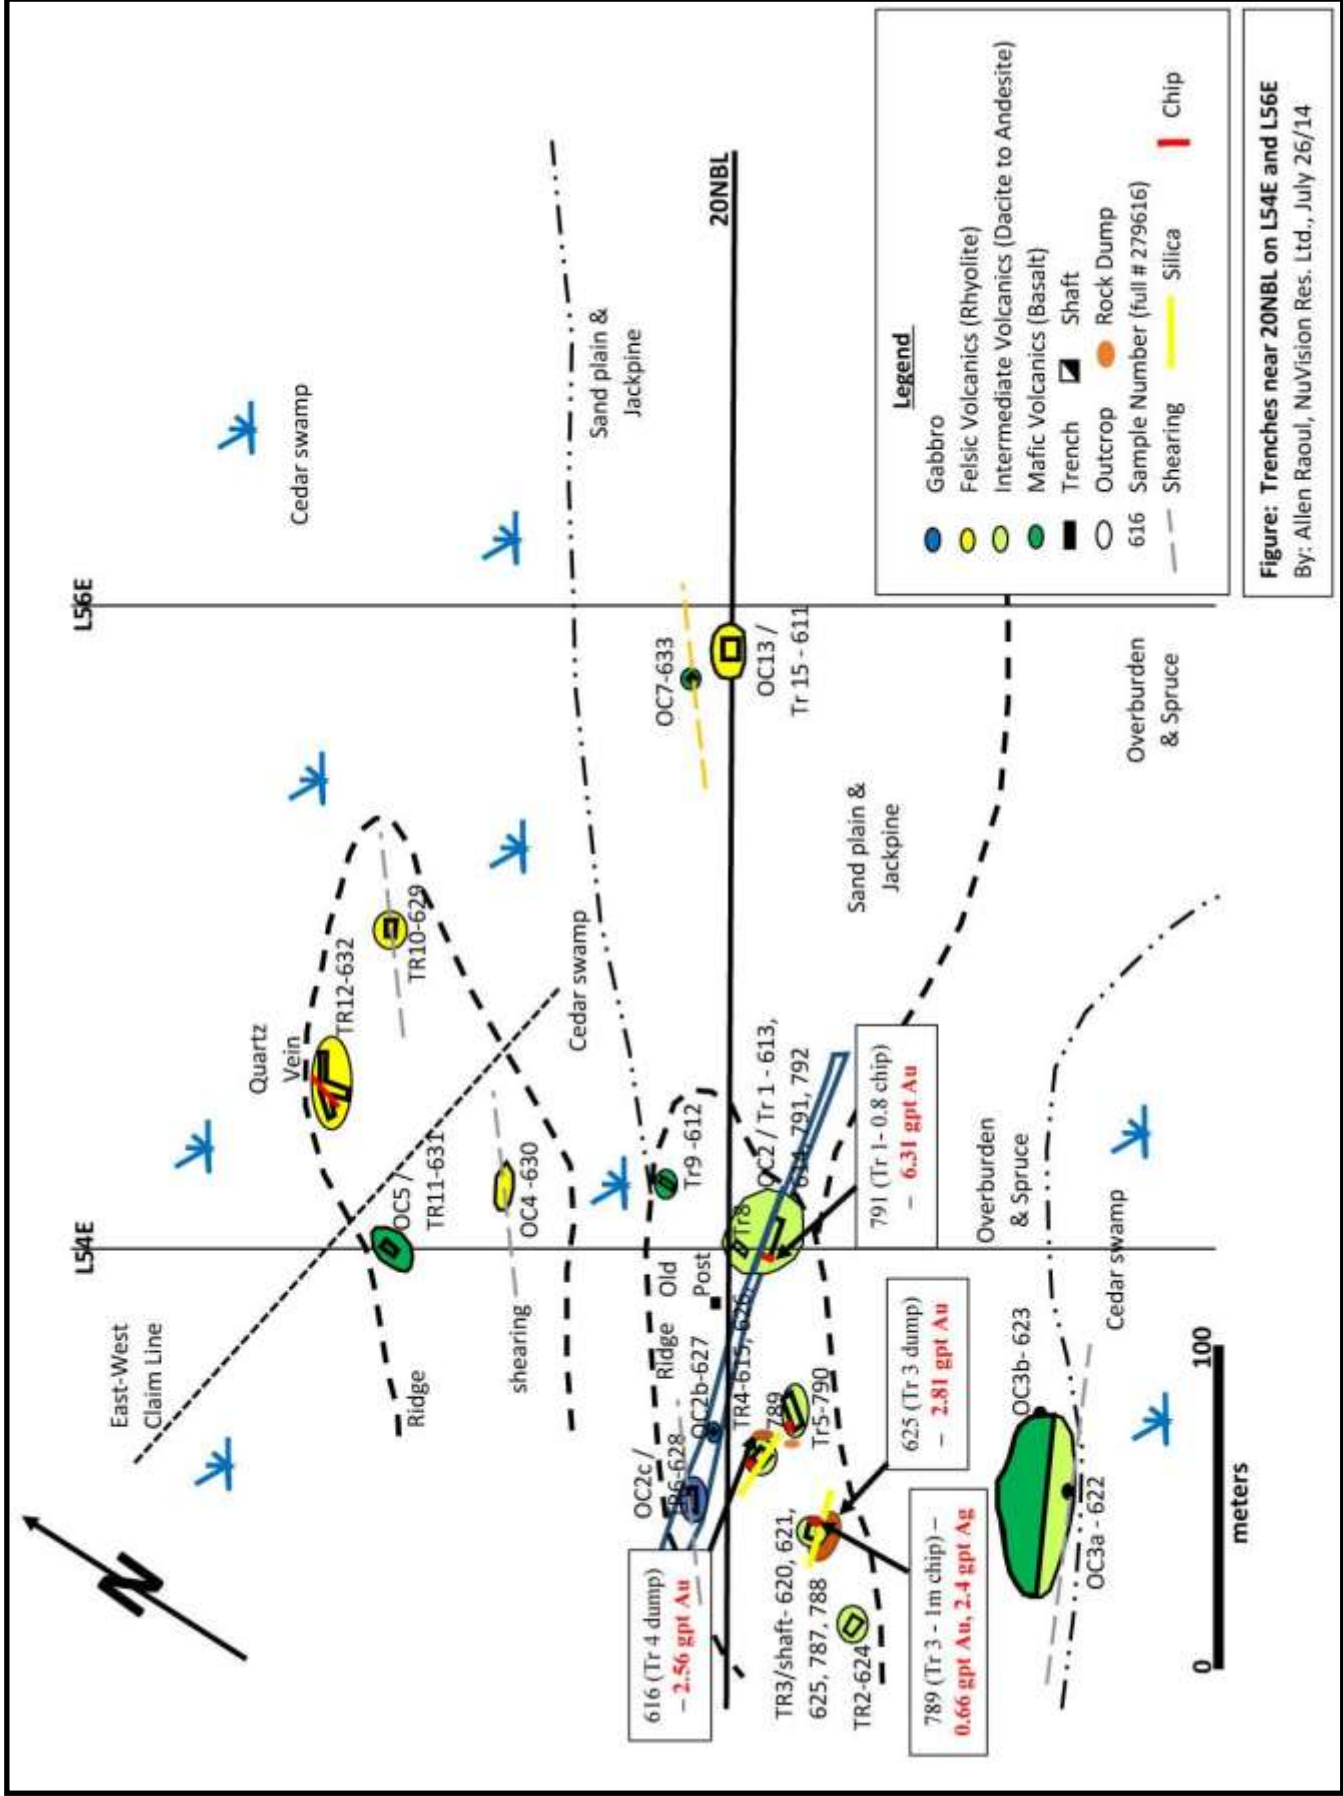 L54E
L56E
East-West
Claim Line
Quartz
Vein
TR12-632
Cedar swamp
OC5 /
TR11-631
TR10-629
Ridge
OC4 -630
shearing
Cedar swamp
Sand plain &
Jackpine
N
OC2c /
628
Ridge
Old
Post
Tr9 -612
OC7-633
20NBL
616 (Tr 4 dump)
– 2.56 gpt Au
OC2b-627
TR4-615, 626,
789
Tr8
OC2 / Tr 1 - 613,
614, 791, 792
OC13 /
Tr 15 - 611
Tr5-790
TR3/shaft- 620, 621,
625, 787, 788
TR2-624
791 (Tr 1- 0.8 chip)
– 6.31 gpt Au
Sand plain &
Jackpine
625 (Tr 3 dump)
– 2.81 gpt Au
789 (Tr 3 - 1m chip) –
0.66 gpt Au, 2.4 gpt Ag
Overburden
& Spruce
OC3b- 623
OC3a - 622
Cedar swamp
Overburden
& Spruce
0
100
meters
Legend
Gabbro
Felsic Volcanics (Rhyolite)
Intermediate Volcanics (Dacite to Andesite)
Mafic Volcanics (Basalt)
Trench Shaft
Outcrop Rock Dump
616 Sample Number (full # 279616)
Shearing Silica Chip
Figure: Trenches near 20NBL on L54E and L56E
By: Allen Raoul, NuVision Res. Ltd., July 26/14